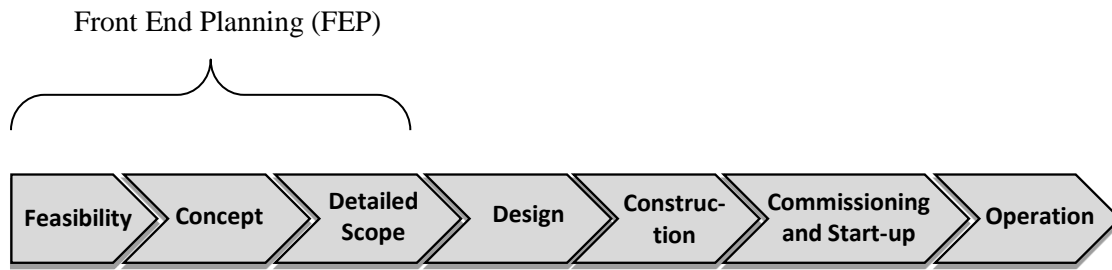 Front End Planning (FEP)
Feasibility
Concept
Detailed
Scope
Design
Construc-
tion
Commissioning
and Start-up
Operation